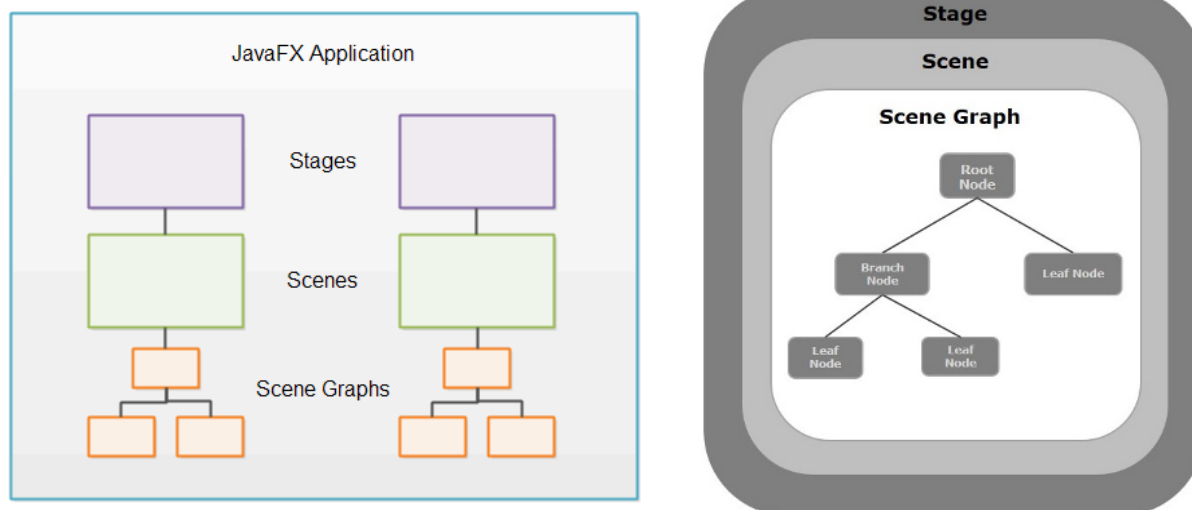 JavaFX Application
Stages
Scenes
Scene Graphs
Stage
Scene
Scene Graph
Root
Node
Branch
Node
Leaf Node
Leaf
Node
Leaf
Node